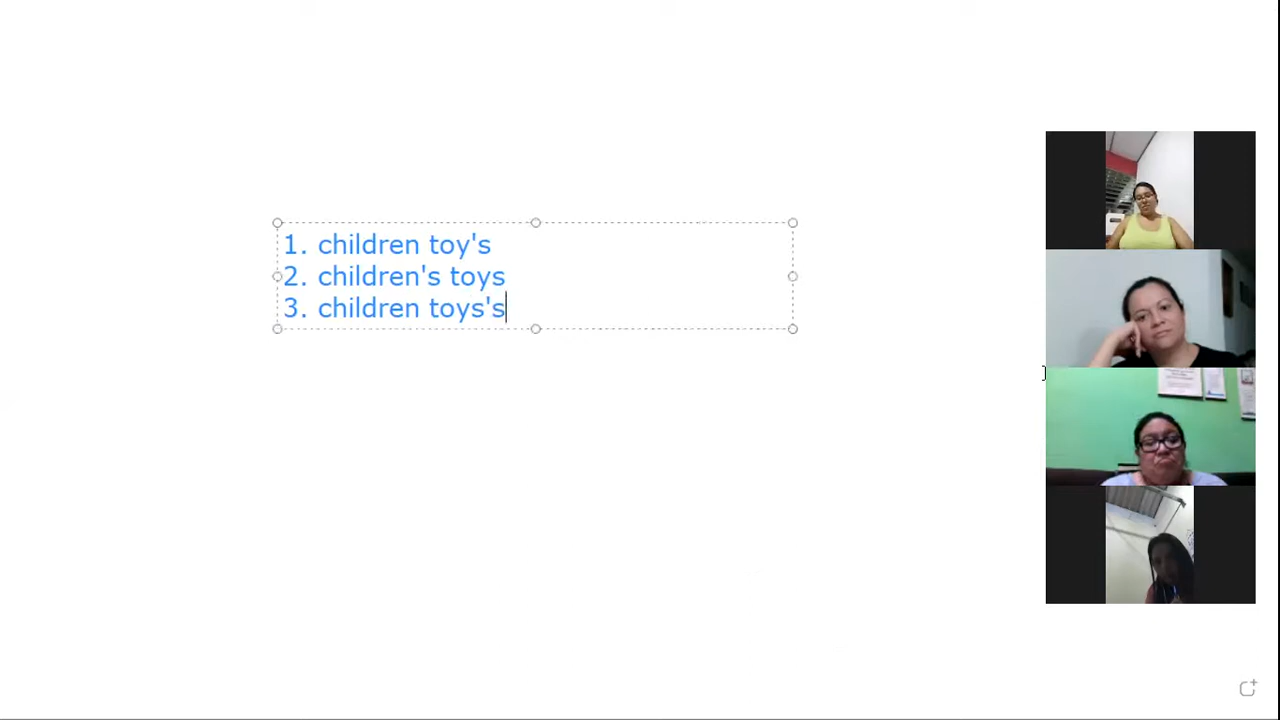 1. children toy's
2. children's toys
3. children toys's